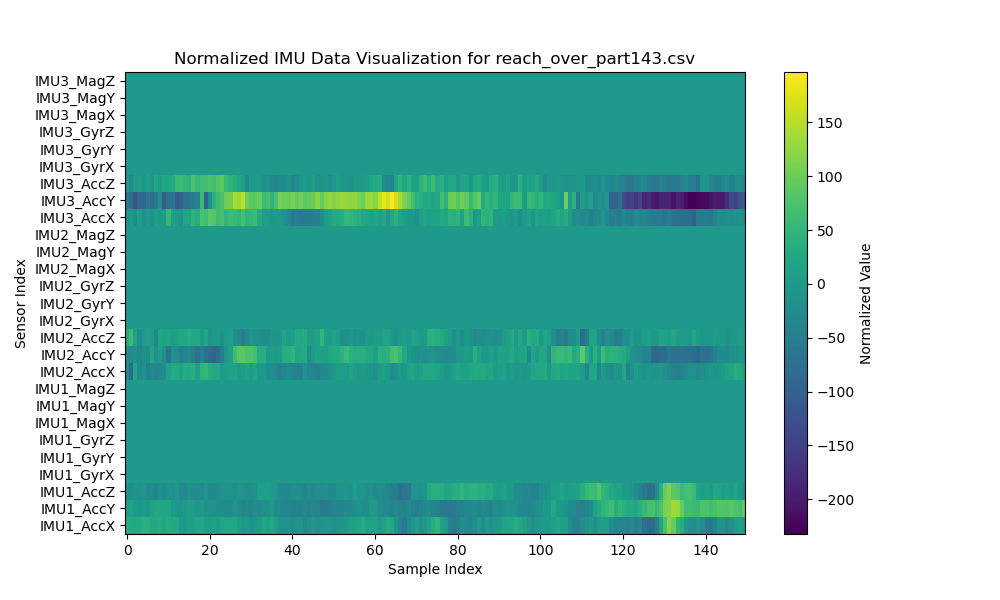 Normalized IMU Data Visualization for reach_over_part143.csv
IMU3_MagZ
IMU3_MagY
IMU3_MagX
IMU3_GyrZ
IMU3_GyrY
IMU3_GyrX
IMU3_AccZ
IMU3_AccY
IMU3_AccX
IMU2_MagZ
IMU2_MagY
IMU2_MagX
IMU2_GyrZ
IMU2_GyrY
IMU2_GyrX
IMU2_AccZ
IMU2_AccY
IMU2_AccX
IMU1_MagZ
IMU1_MagY
IMU1_MagX
IMU1_GyrZ
IMU1_GyrY
IMU1_GyrX
IMU1_AccZ
IMU1_AccY
IMU1_AccX
Sensor Index
0 20 40 60 80 100 120 140
Sample Index
150
100
50
0
−50
−100
−150
−200
Normalized Value